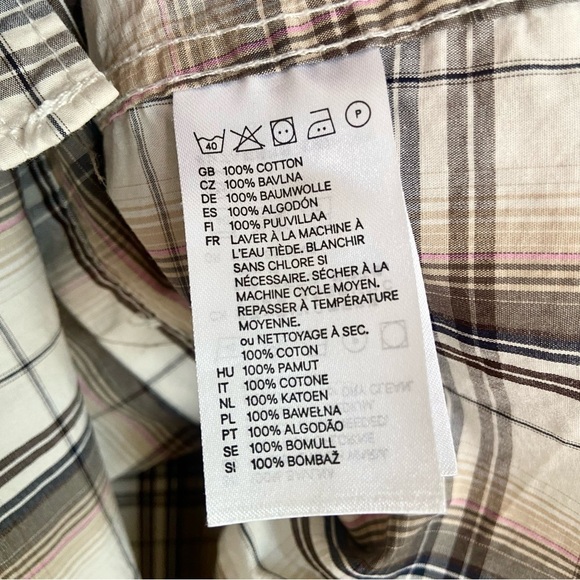 40 P
GB 100% COTTON
CZ 100% BAVLNA
DE 100% BAUMWOLLE
ES 100% ALGODÓN
FI 100% PUUVILLAA
FR LAVER À LA MACHINE À
L'EAU TIÈDE. BLANCHIR
SANS CHLORE SI
NÉCESSAIRE. SÉCHER À LA
MACHINE CYCLE MOYEN.
REPASSER À TEMPÉRATURE
MOYENNE.
OU NETTOYAGE À SEC.
100% COTON
HU 100% PAMUT
IT 100% COTONE
NL 100% KATOEN
PL 100% BAWEŁNA
PT 100% ALGODÃO
SE 100% BOMULL
SI 100% BOMBAŽ